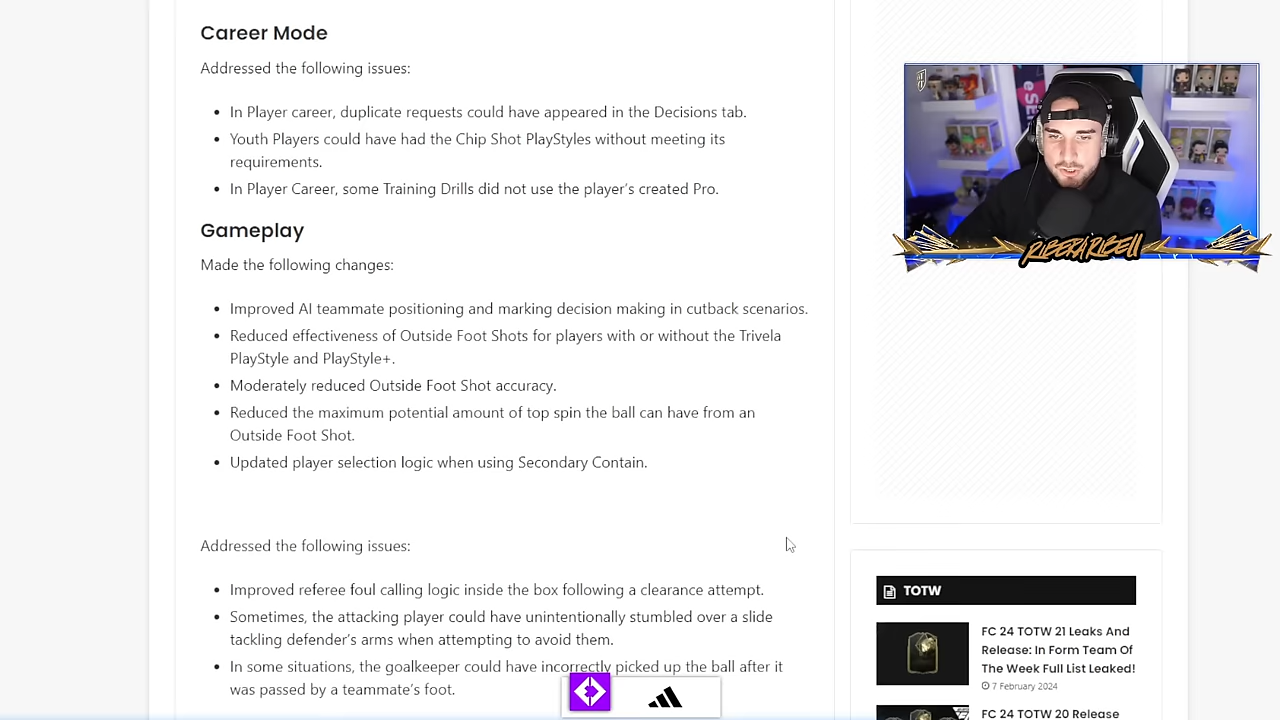 Career Mode
Addressed the following issues:
In Player career, duplicate requests could have appeared in the Decisions tab.
Youth Players could have had the Chip Shot PlayStyles without meeting its
requirements.
In Player Career, some Training Drills did not use the player’s created Pro.
Gameplay
Made the following changes:
Improved AI teammate positioning and marking decision making in cutback scenarios.
Reduced effectiveness of Outside Foot Shots for players with or without the Trivela
PlayStyle and PlayStyle+.
Moderately reduced Outside Foot Shot accuracy.
Reduced the maximum potential amount of top spin the ball can have from an
Outside Foot Shot.
Updated player selection logic when using Secondary Contain.
Addressed the following issues:
Improved referee foul calling logic inside the box following a clearance attempt.
Sometimes, the attacking player could have unintentionally stumbled over a slide
tackling defender’s arms when attempting to avoid them.
In some situations, the goalkeeper could have incorrectly picked up the ball after it
was passed by a teammate’s foot.
RIBERARIBELL
TOTW
FC 24 TOTW 21 Leaks And
Release: In Form Team Of
The Week Full List Leaked!
7 February 2024
FC 24 TOTW 20 Release